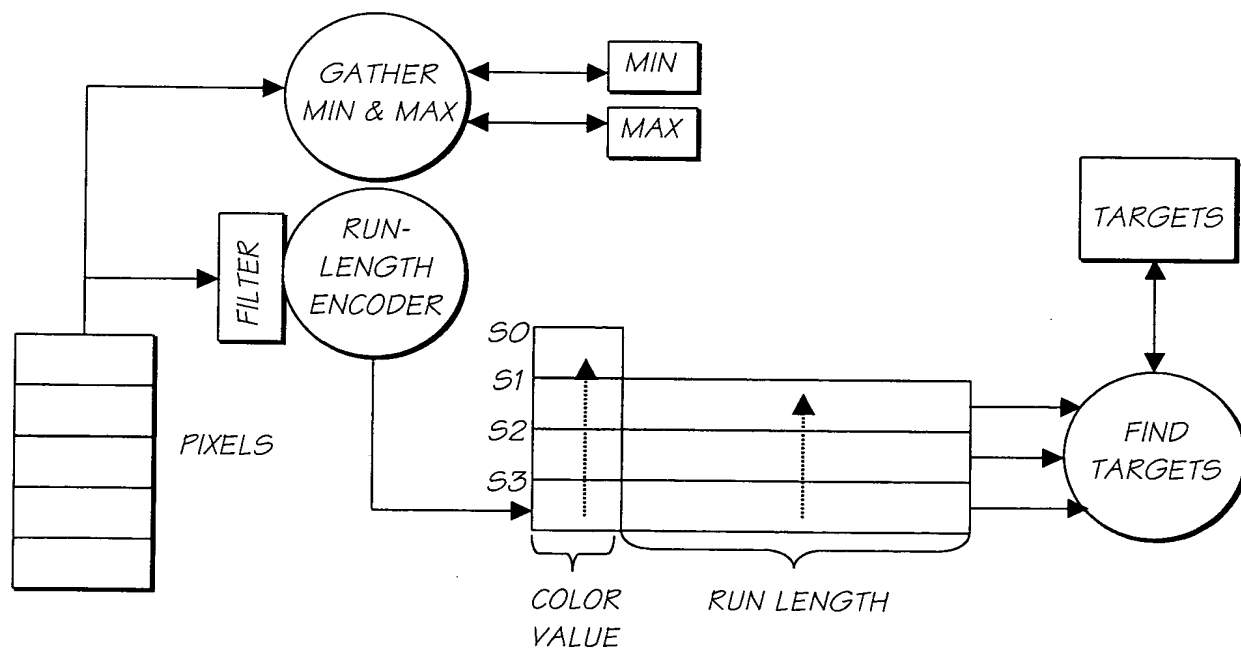 GATHER
MIN & MAX
MIN
MAX
FILTER
RUN-
LENGTH
ENCODER
TARGETS
PIXELS
S0
S1
S2
S3
FIND
TARGETS
COLOR
VALUE
RUN LENGTH